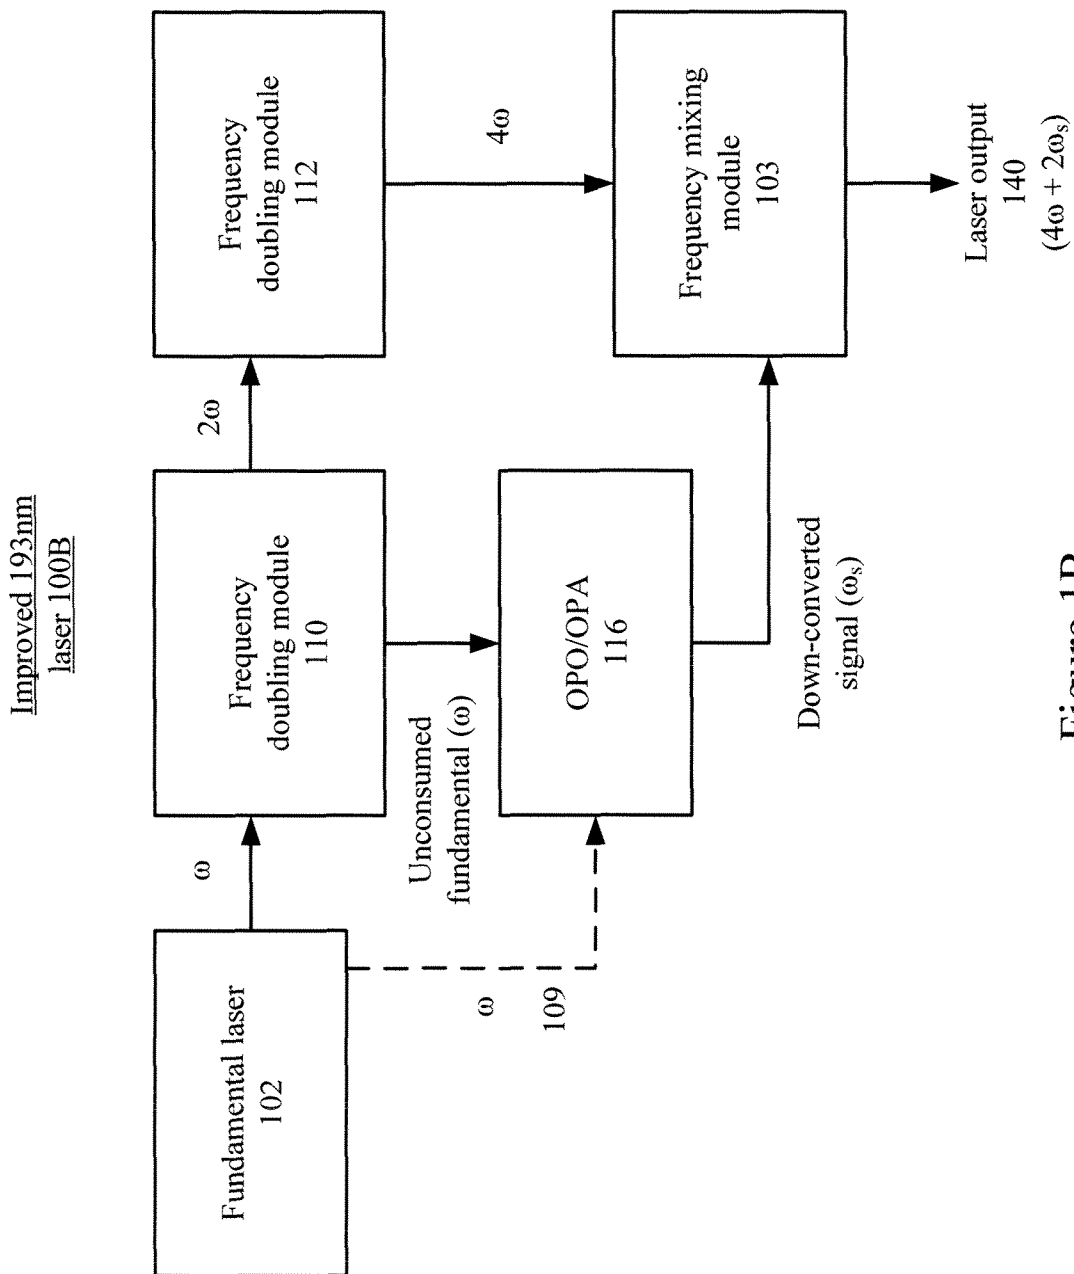 Improved 193nm
laser 100B
Fundamental laser
102
ω
Frequency
doubling module
110
2ω
Frequency
doubling module
112
ω
109
Unconsumed
fundamental (ω)
OPO/OPA
116
4ω
Down-converted
signal (ωₛ)
Frequency mixing
module
103
Laser output
140
(4ω + 2ωₛ)
Figure